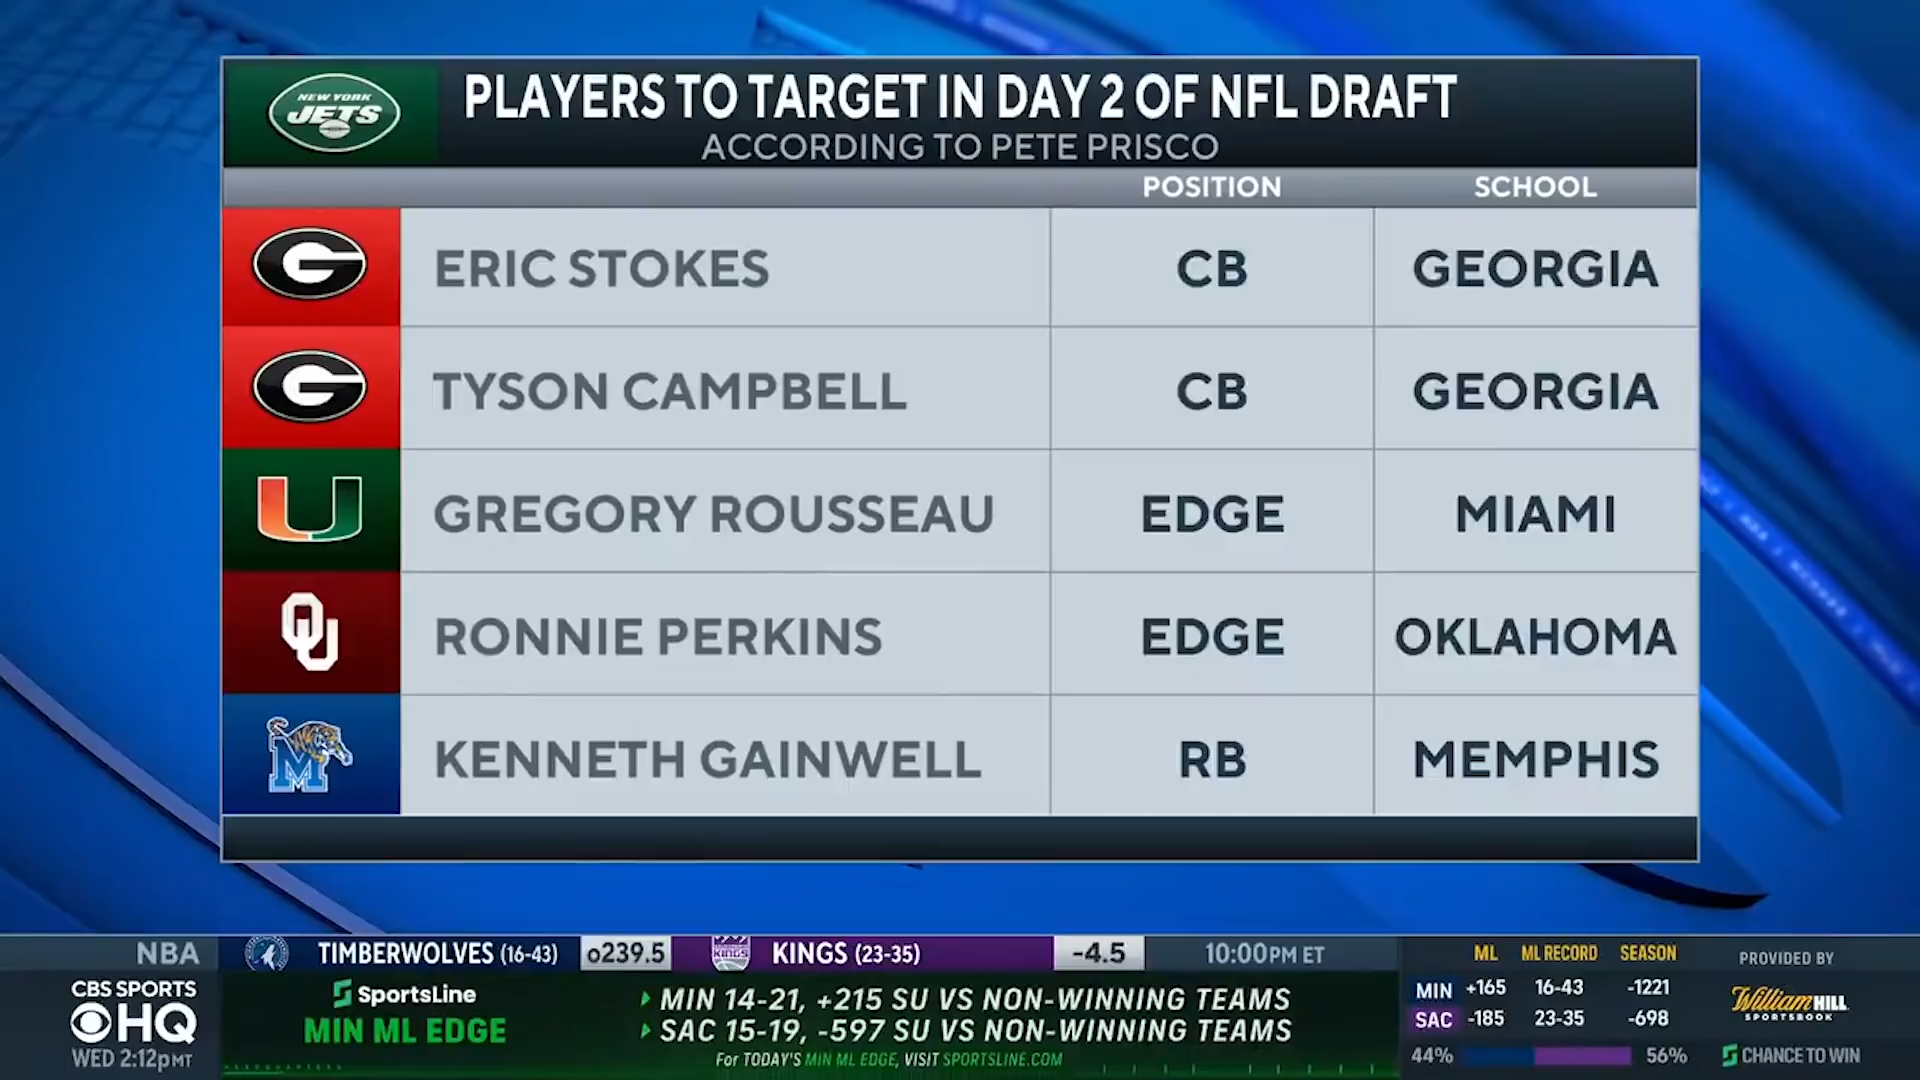 NEW YORK
JETS
PLAYERS TO TARGET IN DAY 2 OF NFL DRAFT
ACCORDING TO PETE PRISCO
POSITION SCHOOL
G ERIC STOKES CB GEORGIA
G TYSON CAMPBELL CB GEORGIA
U GREGORY ROUSSEAU EDGE MIAMI
OU RONNIE PERKINS EDGE OKLAHOMA
M KENNETH GAINWELL RB MEMPHIS
NBA TIMBERWOLVES (16-43) o239.5 KINGS KINGS (23-35) -4.5 10:00PM ET
CBS SPORTS
HQ
WED 2:12PMT
SportsLine
MIN ML EDGE
MIN 14-21, +215 SU VS NON-WINNING TEAMS
SAC 15-19, -597 SU VS NON-WINNING TEAMS
For TODAY'S MIN ML EDGE, VISIT SPORTSLINE.COM
HEADQUARTERS
ML ML RECORD SEASON
MIN +165 16-43 -1221
SAC -185 23-35 -698
44% 56%
PROVIDED BY
William HILL
SPORTSBOOK
CHANCE TO WIN